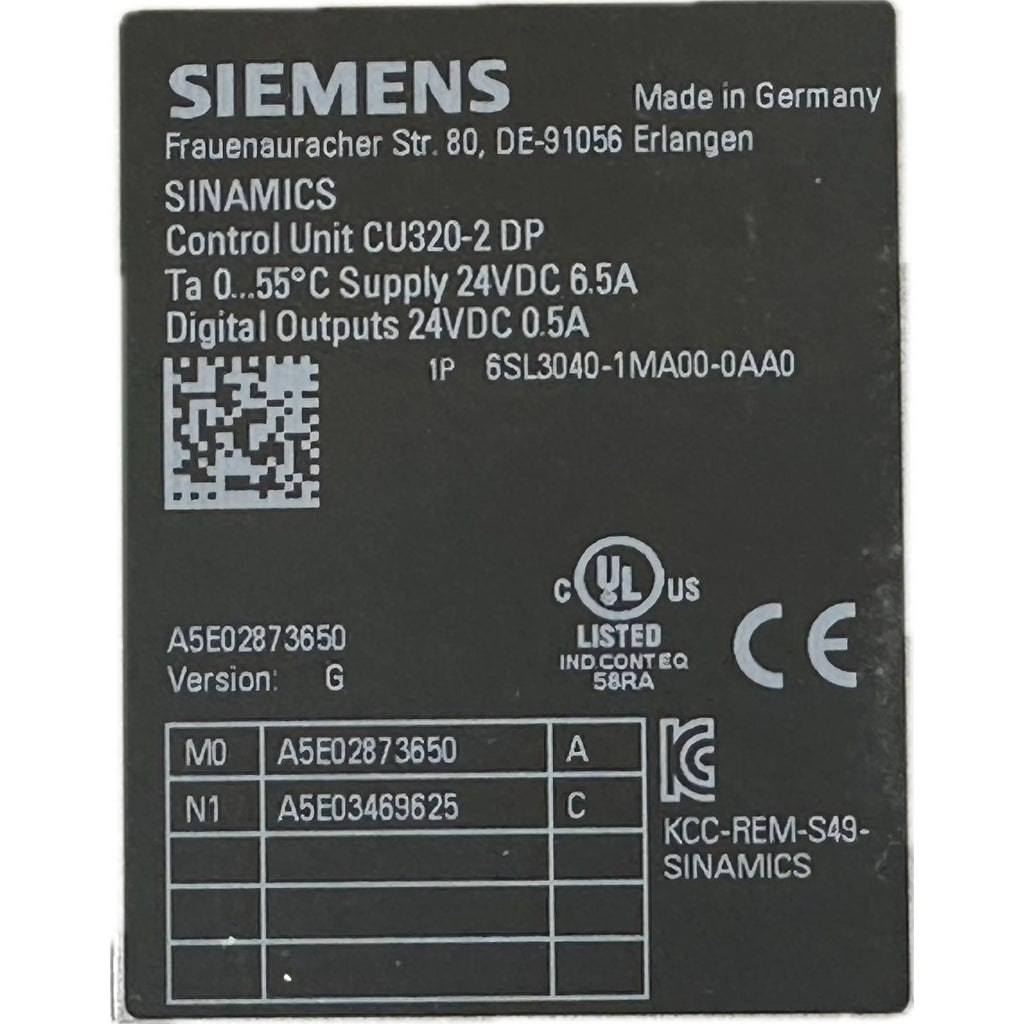 SIEMENS
Made in Germany
Frauenauracher Str. 80, DE-91056 Erlangen
SINAMICS
Control Unit CU320-2 DP
Ta 0...55°C Supply 24VDC 6.5A
Digital Outputs 24VDC 0.5A
1P 6SL3040-1MA00-0AA0
C UL US
LISTED
IND.CONT.EQ
58RA
CE
A5E02873650
Version: G
M0 A5E02873650 A
N1 A5E03469625 C
KCC-REM-S49-
SINAMICS